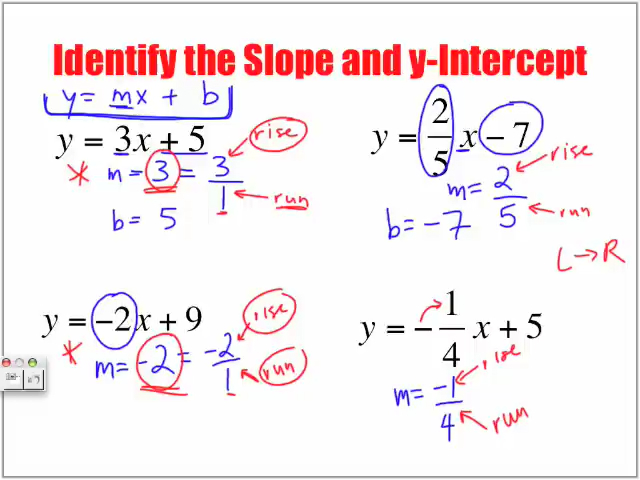 Identify the Slope and y-Intercept
y = mx + b
y = 3x + 5
m = 3 = 3/1
rise
run
b = 5
y = 2/5 x − 7
m = 2/5
rise
run
b = −7
L → R
y = −2x + 9
m = −2 = −2/1
rise
run
y = − 1/4 x + 5
m = −1/4
rise
run